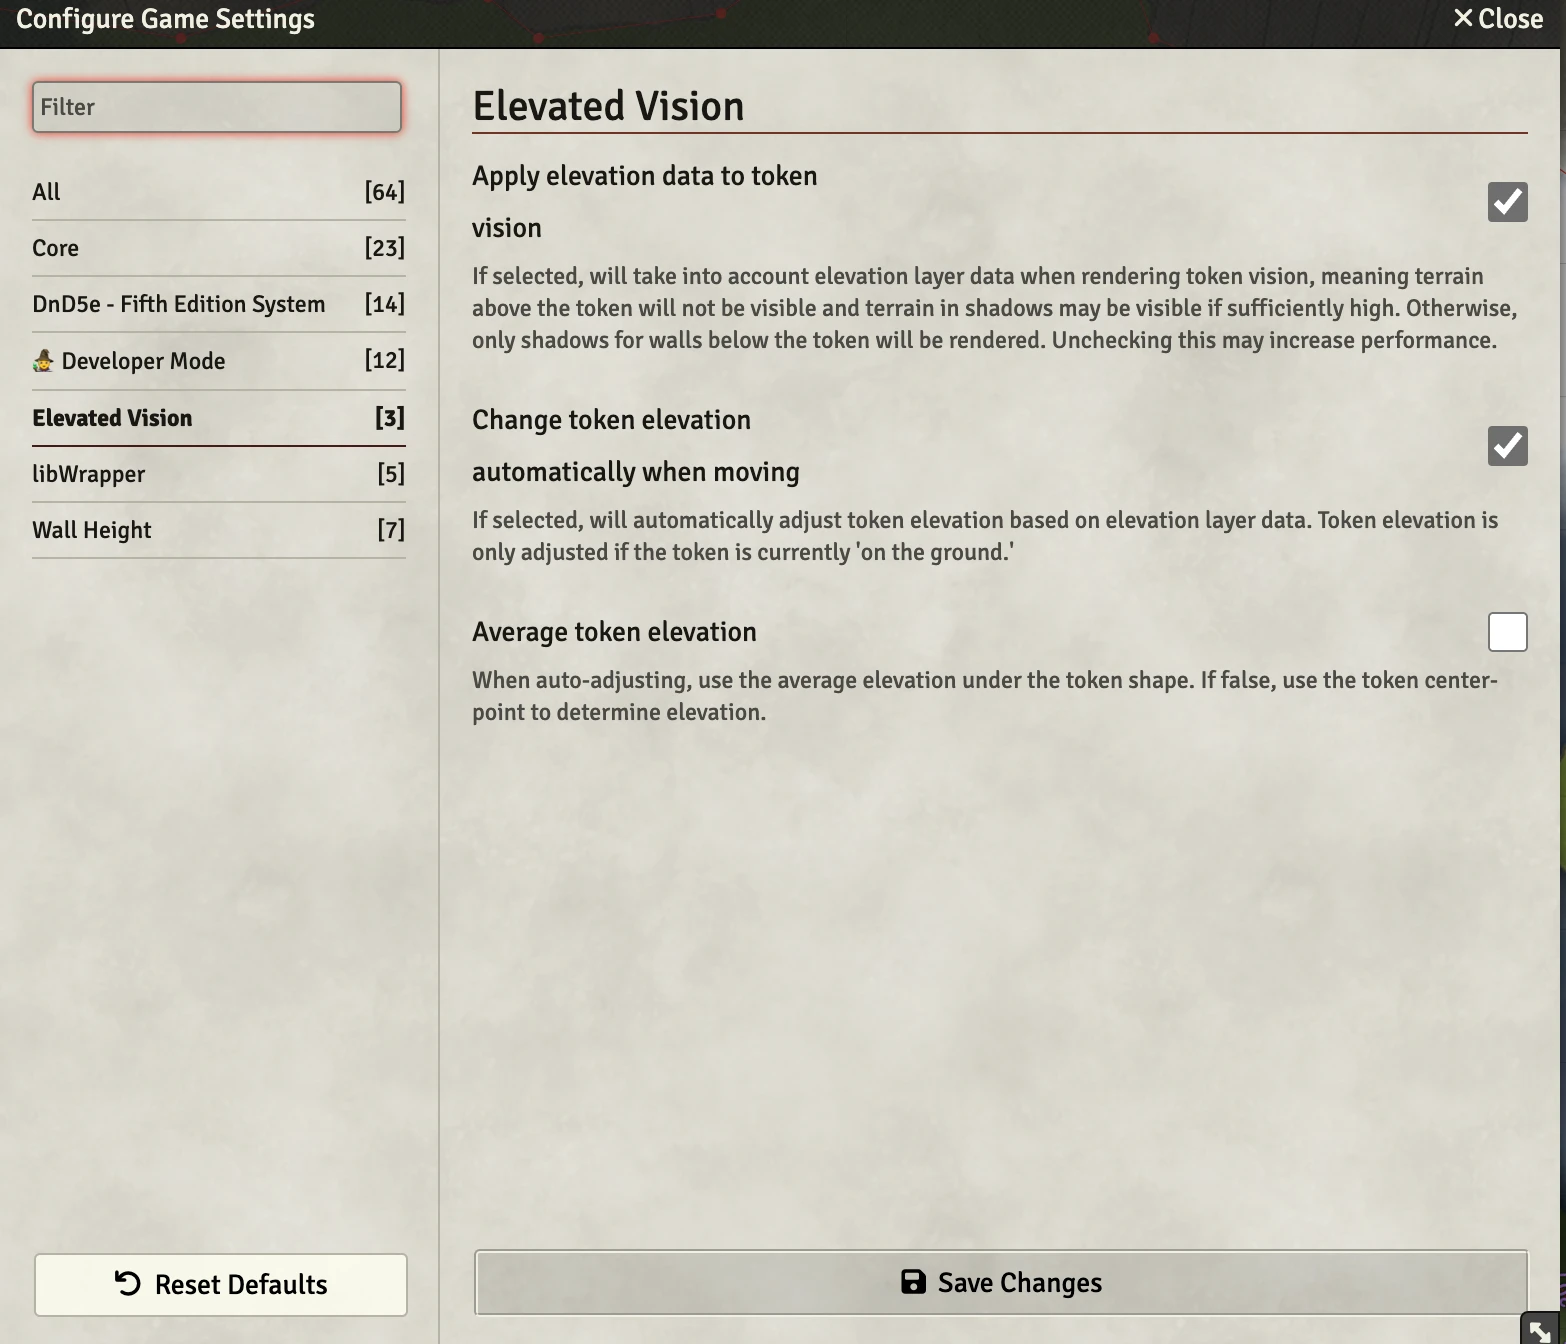 Configure Game Settings
Close
Filter
All [64]
Core [23]
DnD5e - Fifth Edition System [14]
Developer Mode [12]
Elevated Vision [3]
libWrapper [5]
Wall Height [7]
Reset Defaults
Elevated Vision
Apply elevation data to token
vision
If selected, will take into account elevation layer data when rendering token vision, meaning terrain
above the token will not be visible and terrain in shadows may be visible if sufficiently high. Otherwise,
only shadows for walls below the token will be rendered. Unchecking this may increase performance.
Change token elevation
automatically when moving
If selected, will automatically adjust token elevation based on elevation layer data. Token elevation is
only adjusted if the token is currently 'on the ground.'
Average token elevation
When auto-adjusting, use the average elevation under the token shape. If false, use the token center-
point to determine elevation.
Save Changes